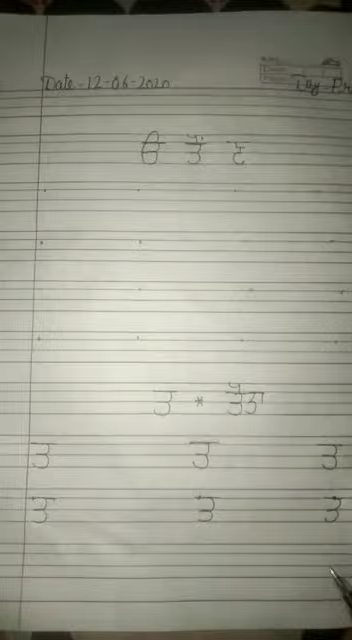 Date-12-06-2020
ਤੋਂ
ਤ * ਤੋਤਾ
ਤ ਤ ਤ
ਤ ਤ ਤ